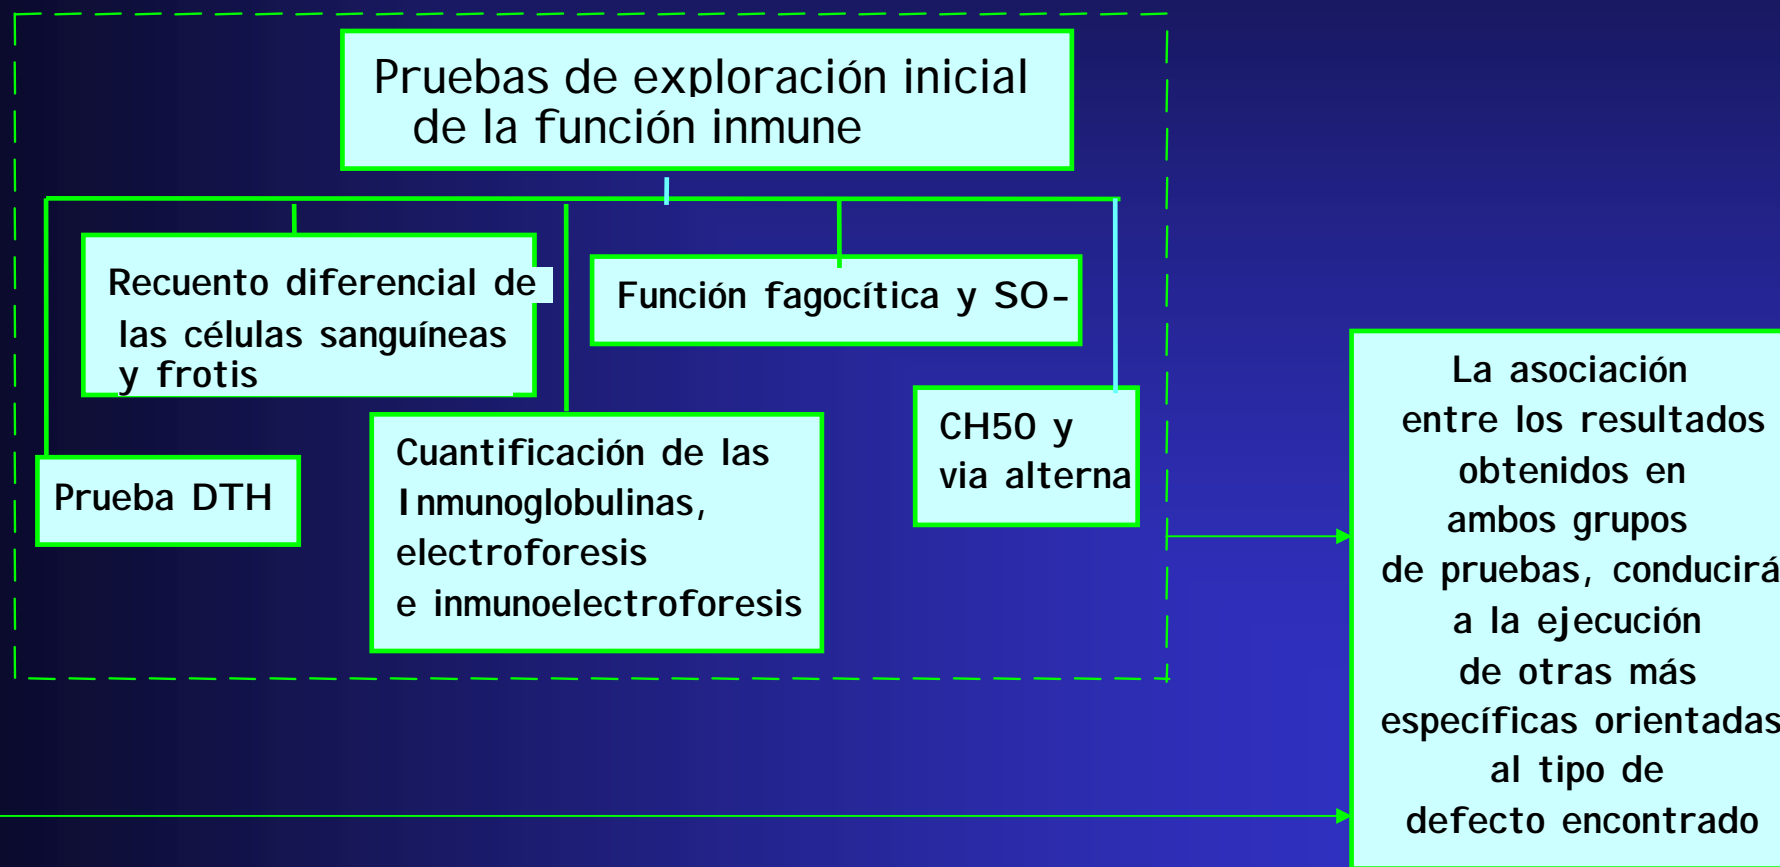 Pruebas de exploración inicial
de la función inmune
Recuento diferencial de
las células sanguíneas
y frotis
Función fagocítica y SO-
Prueba DTH
Cuantificación de las
Inmunoglobulinas,
electroforesis
e inmunoelectroforesis
CH50 y
via alterna
La asociación
entre los resultados
obtenidos en
ambos grupos
de pruebas, conducirá
a la ejecución
de otras más
específicas orientadas
al tipo de
defecto encontrado